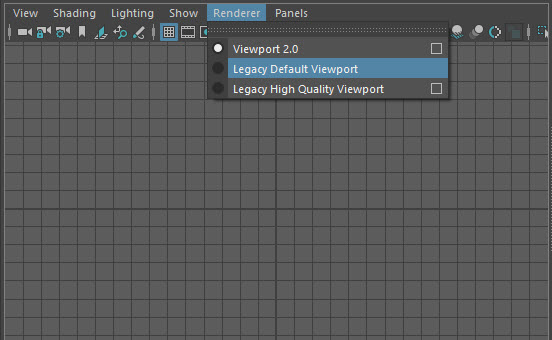 View Shading Lighting Show Renderer Panels
Viewport 2.0
Legacy Default Viewport
Legacy High Quality Viewport